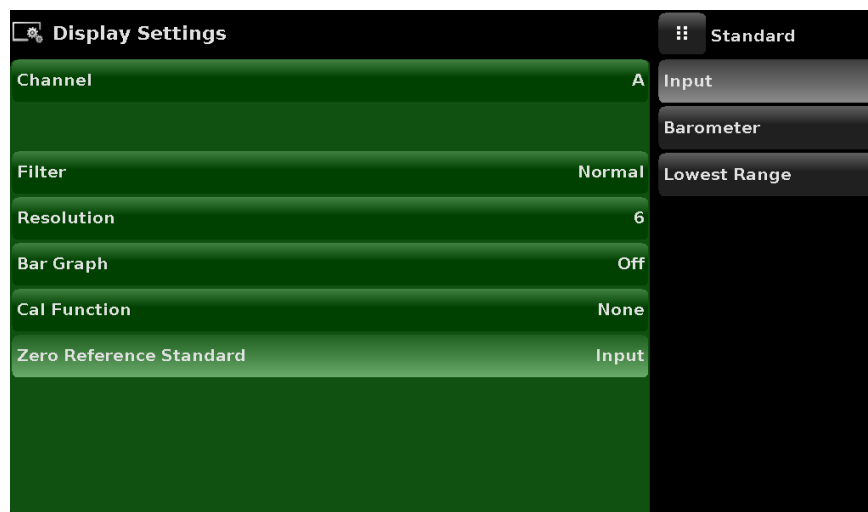 Display Settings
Channel A
Filter Normal
Resolution 6
Bar Graph Off
Cal Function None
Zero Reference Standard Input
Standard
Input
Barometer
Lowest Range